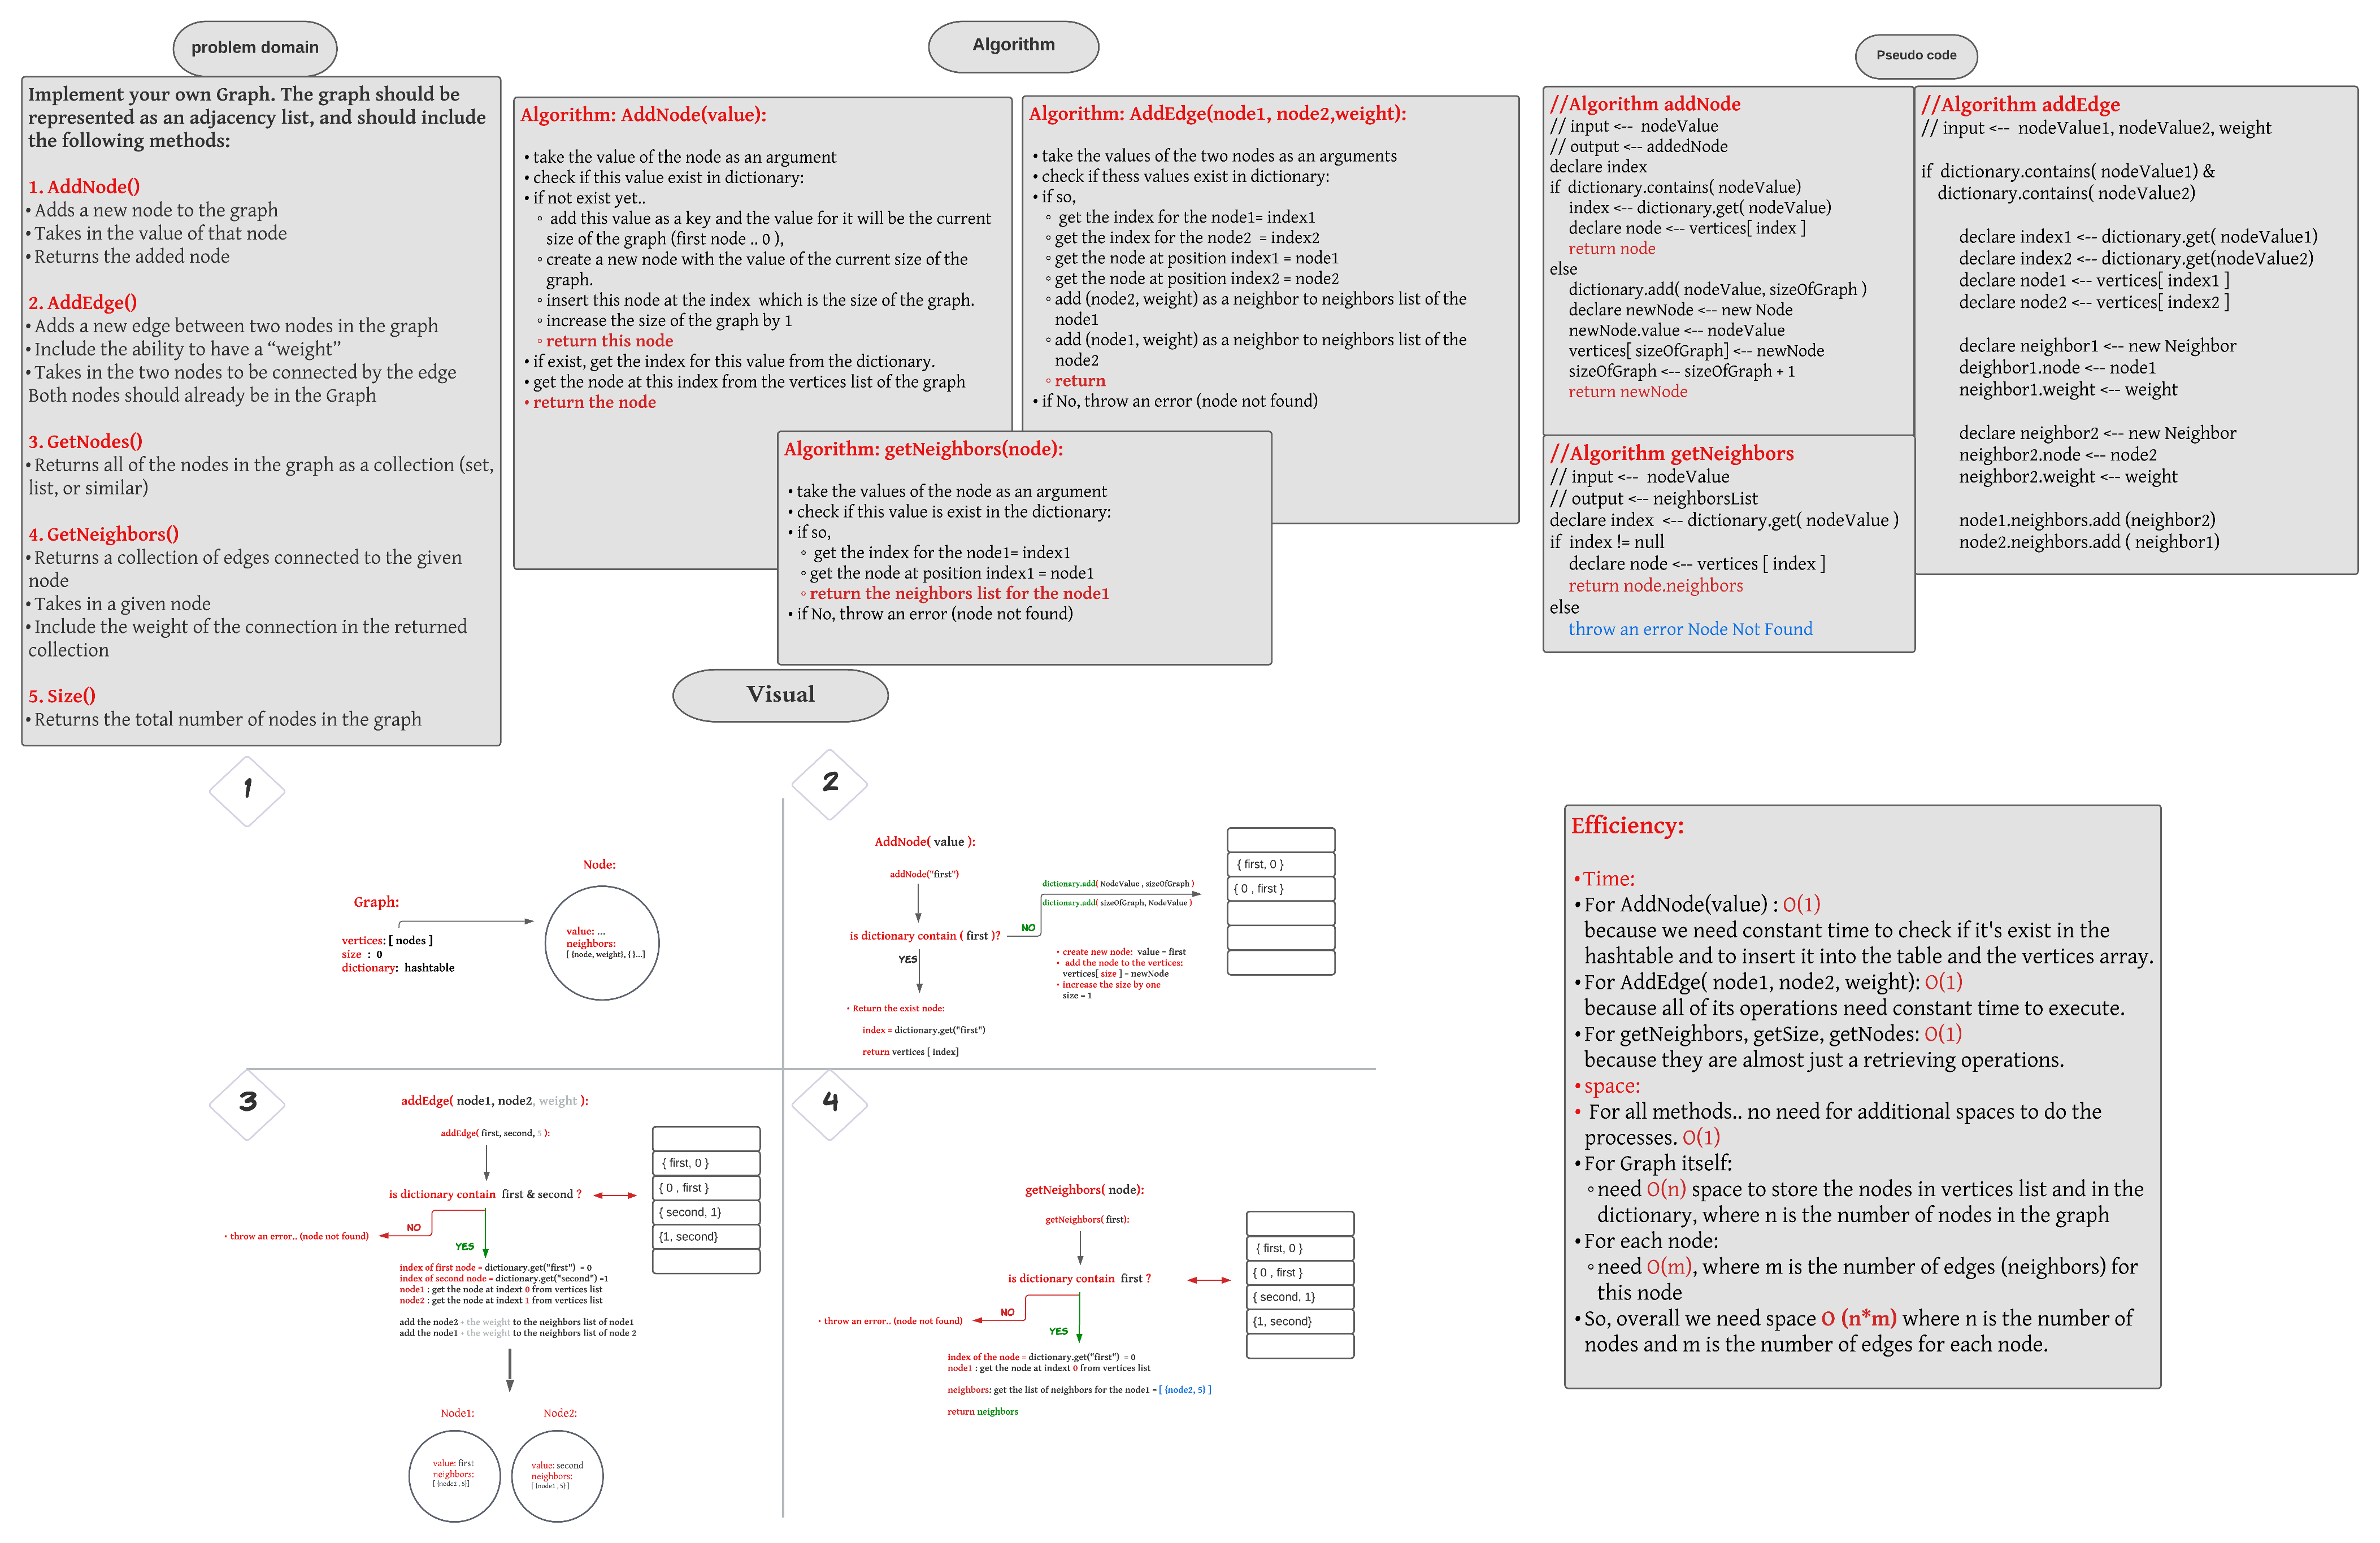 problem domain
Implement your own Graph. The graph should be
represented as an adjacency list, and should include
the following methods:
1. AddNode()
• Adds a new node to the graph
• Takes in the value of that node
• Returns the added node
2. AddEdge()
• Adds a new edge between two nodes in the graph
• Include the ability to have a “weight”
• Takes in the two nodes to be connected by the edge
Both nodes should already be in the Graph
3. GetNodes()
• Returns all of the nodes in the graph as a collection (set,
list, or similar)
4. GetNeighbors()
• Returns a collection of edges connected to the given
node
• Takes in a given node
• Include the weight of the connection in the returned
collection
5. Size()
• Returns the total number of nodes in the graph
Algorithm
Algorithm: AddNode(value):
• take the value of the node as an argument
• check if this value exist in dictionary:
• if not exist yet..
◦ add this value as a key and the value for it will be the current
size of the graph (first node .. 0 ),
◦ create a new node with the value of the current size of the
graph.
◦ insert this node at the index which is the size of the graph.
◦ increase the size of the graph by 1
◦ return this node
• if exist, get the index for this value from the dictionary.
• get the node at this index from the vertices list of the graph
• return the node
Algorithm: AddEdge(node1, node2,weight):
• take the values of the two nodes as arguments
• check if thess values exist in dictionary:
• if so,
◦ get the index for the node1= index1
◦ get the index for the node2 = index2
◦ get the node at position index1 = node1
◦ get the node at position index2 = node2
◦ add (node2, weight) as a neighbor to neighbors list of the
node1
◦ add (node1, weight) as a neighbor to neighbors list of the
node2
◦ return
• if No, throw an error (node not found)
Algorithm: getNeighbors(node):
• take the values of the node as an argument
• check if this value is exist in the dictionary:
• if so,
◦ get the index for the node1= index1
◦ get the node at position index1 = node1
◦ return the neighbors list for the node1
• if No, throw an error (node not found)
Pseudo code
//Algorithm addNode
// input <-- nodeValue
// output <-- addedNode
declare index
if dictionary.contains( nodeValue)
index <-- dictionary.get( nodeValue)
declare node <-- vertices[ index ]
return node
else
dictionary.add( nodeValue, sizeOfGraph )
declare newNode <-- new Node
newNode.value <-- nodeValue
vertices[ sizeOfGraph] <-- newNode
sizeOfGraph <-- sizeOfGraph + 1
return newNode
//Algorithm getNeighbors
// input <-- nodeValue
// output <-- neighborsList
declare index <-- dictionary.get( nodeValue )
if index != null
declare node <-- vertices [ index ]
return node.neighbors
else
throw an error Node Not Found
//Algorithm addEdge
// input <-- nodeValue1, nodeValue2, weight
if dictionary.contains( nodeValue1) &
dictionary.contains( nodeValue2)
declare index1 <-- dictionary.get( nodeValue1)
declare index2 <-- dictionary.get(nodeValue2)
declare node1 <-- vertices[ index1 ]
declare node2 <-- vertices[ index2 ]
declare neighbor1 <-- new Neighbor
deighbor1.node <-- node1
neighbor1.weight <-- weight
declare neighbor2 <-- new Neighbor
neighbor2.node <-- node2
neighbor2.weight <-- weight
node1.neighbors.add (neighbor2)
node2.neighbors.add ( neighbor1)
Visual
1
Graph:
vertices: [ nodes ]
size : 0
dictionary: hashtable
Node:
value: ...
neighbors:
[ {node, weight}, { }...]
2
AddNode( value ):
addNode("first")
is dictionary contain ( first )?
NO
dictionary.add( NodeValue , sizeOfGraph )
dictionary.add( sizeOfGraph, NodeValue )
• create new node: value = first
• add the node to the vertices:
vertices[ size ] = newNode
• increase the size by one
size = 1
YES
• Return the exist node:
index = dictionary.get("first")
return vertices [ index]
{ first, 0 }
{ 0 , first }
3
addEdge( node1, node2, weight ):
addEdge( first, second, 5 ):
is dictionary contain first & second ?
NO
• throw an error.. (node not found)
YES
index of first node = dictionary.get("first") = 0
index of second node = dictionary.get("second") =1
node1 : get the node at indext 0 from vertices list
node2 : get the node at indext 1 from vertices list
add the node2 + the weight to the neighbors list of node1
add the node1 + the weight to the neighbors list of node 2
{ first, 0 }
{ 0 , first }
{ second, 1}
{1, second}
Node1:
value: first
neighbors:
[ {node2 , 5}]
Node2:
value: second
neighbors:
[ {node1 , 5} ]
4
getNeighbors( node):
getNeighbors( first):
is dictionary contain first ?
NO
• throw an error.. (node not found)
YES
index of the node = dictionary.get("first") = 0
node1 : get the node at indext 0 from vertices list
neighbors: get the list of neighbors for the node1 = [ {node2, 5} ]
return neighbors
{ first, 0 }
{ 0 , first }
{ second, 1}
{1, second}
Efficiency:
• Time:
• For AddNode(value) : O(1)
because we need constant time to check if it's exist in the
hashtable and to insert it into the table and the vertices array.
• For AddEdge( node1, node2, weight): O(1)
because all of its operations need constant time to execute.
• For getNeighbors, getSize, getNodes: O(1)
because they are almost just a retrieving operations.
• space:
• For all methods.. no need for additional spaces to do the
processes. O(1)
• For Graph itself:
◦ need O(n) space to store the nodes in vertices list and in the
dictionary, where n is the number of nodes in the graph
• For each node:
◦ need O(m), where m is the number of edges (neighbors) for
this node
• So, overall we need space O (n*m) where n is the number of
nodes and m is the number of edges for each node.